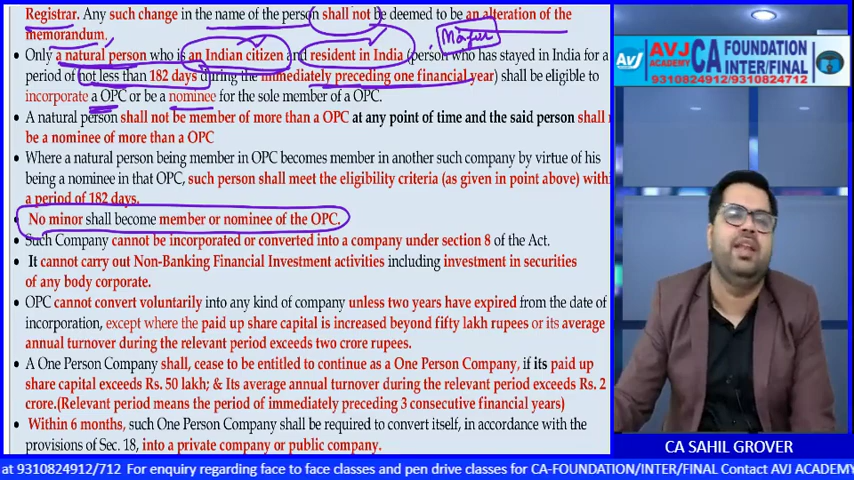 Registrar. Any such change in the name of the person shall not be deemed to be an alteration of the
memorandum.
Major
• Only a natural person who is an Indian citizen and resident in India (person who has stayed in India for a
period of not less than 182 days during the immediately preceding one financial year) shall be eligible to
incorporate a OPC or be a nominee for the sole member of a OPC.
• A natural person shall not be member of more than a OPC at any point of time and the said person shall
be a nominee of more than a OPC
• Where a natural person being member in OPC becomes member in another such company by virtue of his
being a nominee in that OPC, such person shall meet the eligibility criteria (as given in point above) with
a period of 182 days.
• No minor shall become member or nominee of the OPC.
• Such Company cannot be incorporated or converted into a company under section 8 of the Act.
• It cannot carry out Non-Banking Financial Investment activities including investment in securities
of any body corporate.
• OPC cannot convert voluntarily into any kind of company unless two years have expired from the date of
incorporation, except where the paid up share capital is increased beyond fifty lakh rupees or its average
annual turnover during the relevant period exceeds two crore rupees.
• A One Person Company shall, cease to be entitled to continue as a One Person Company, if its paid up
share capital exceeds Rs. 50 lakh; & Its average annual turnover during the relevant period exceeds Rs. 2
crore.(Relevant period means the period of immediately preceding 3 consecutive financial years)
• Within 6 months, such One Person Company shall be required to convert itself, in accordance with the
provisions of Sec. 18, into a private company or public company.
AVJ
AVJ
ACADEMY
CA
FOUNDATION
INTER/FINAL
9310824912/9310824712
CA SAHIL GROVER
at 9310824912/712 For enquiry regarding face to face classes and pen drive classes for CA-FOUNDATION/INTER/FINAL Contact AVJ ACADEMY